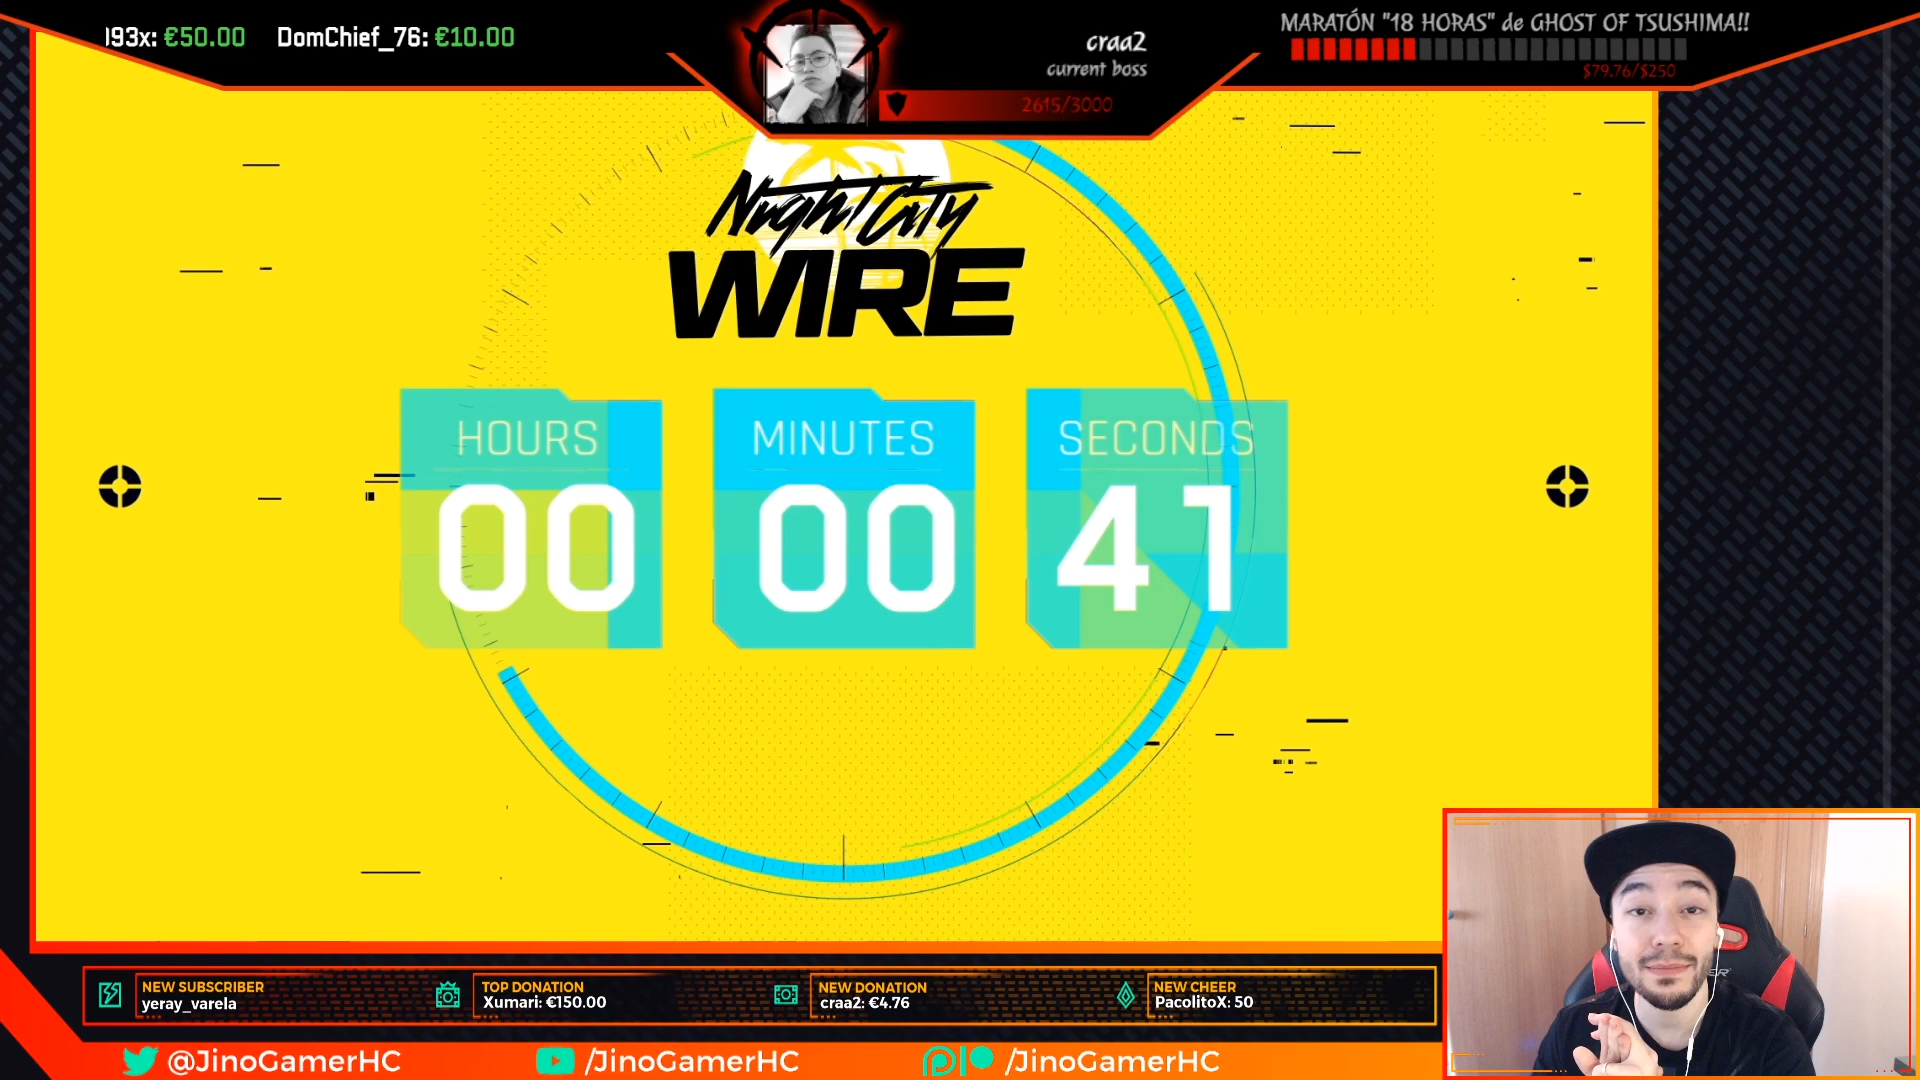 93x: €50.00 DomChief_76: €10.00
craa2
current boss
2615/3000
MARATÓN "18 HORAS" de GHOST OF TSUSHIMA!!
$79.76/$250
Night City
WIRE
HOURS
00
MINUTES
00
SECONDS
41
NEW SUBSCRIBER
yeray_varela
TOP DONATION
Xumari: €150.00
NEW DONATION
craa2: €4.76
NEW CHEER
PacolitoX: 50
@JinoGamerHC
/JinoGamerHC
/JinoGamerHC